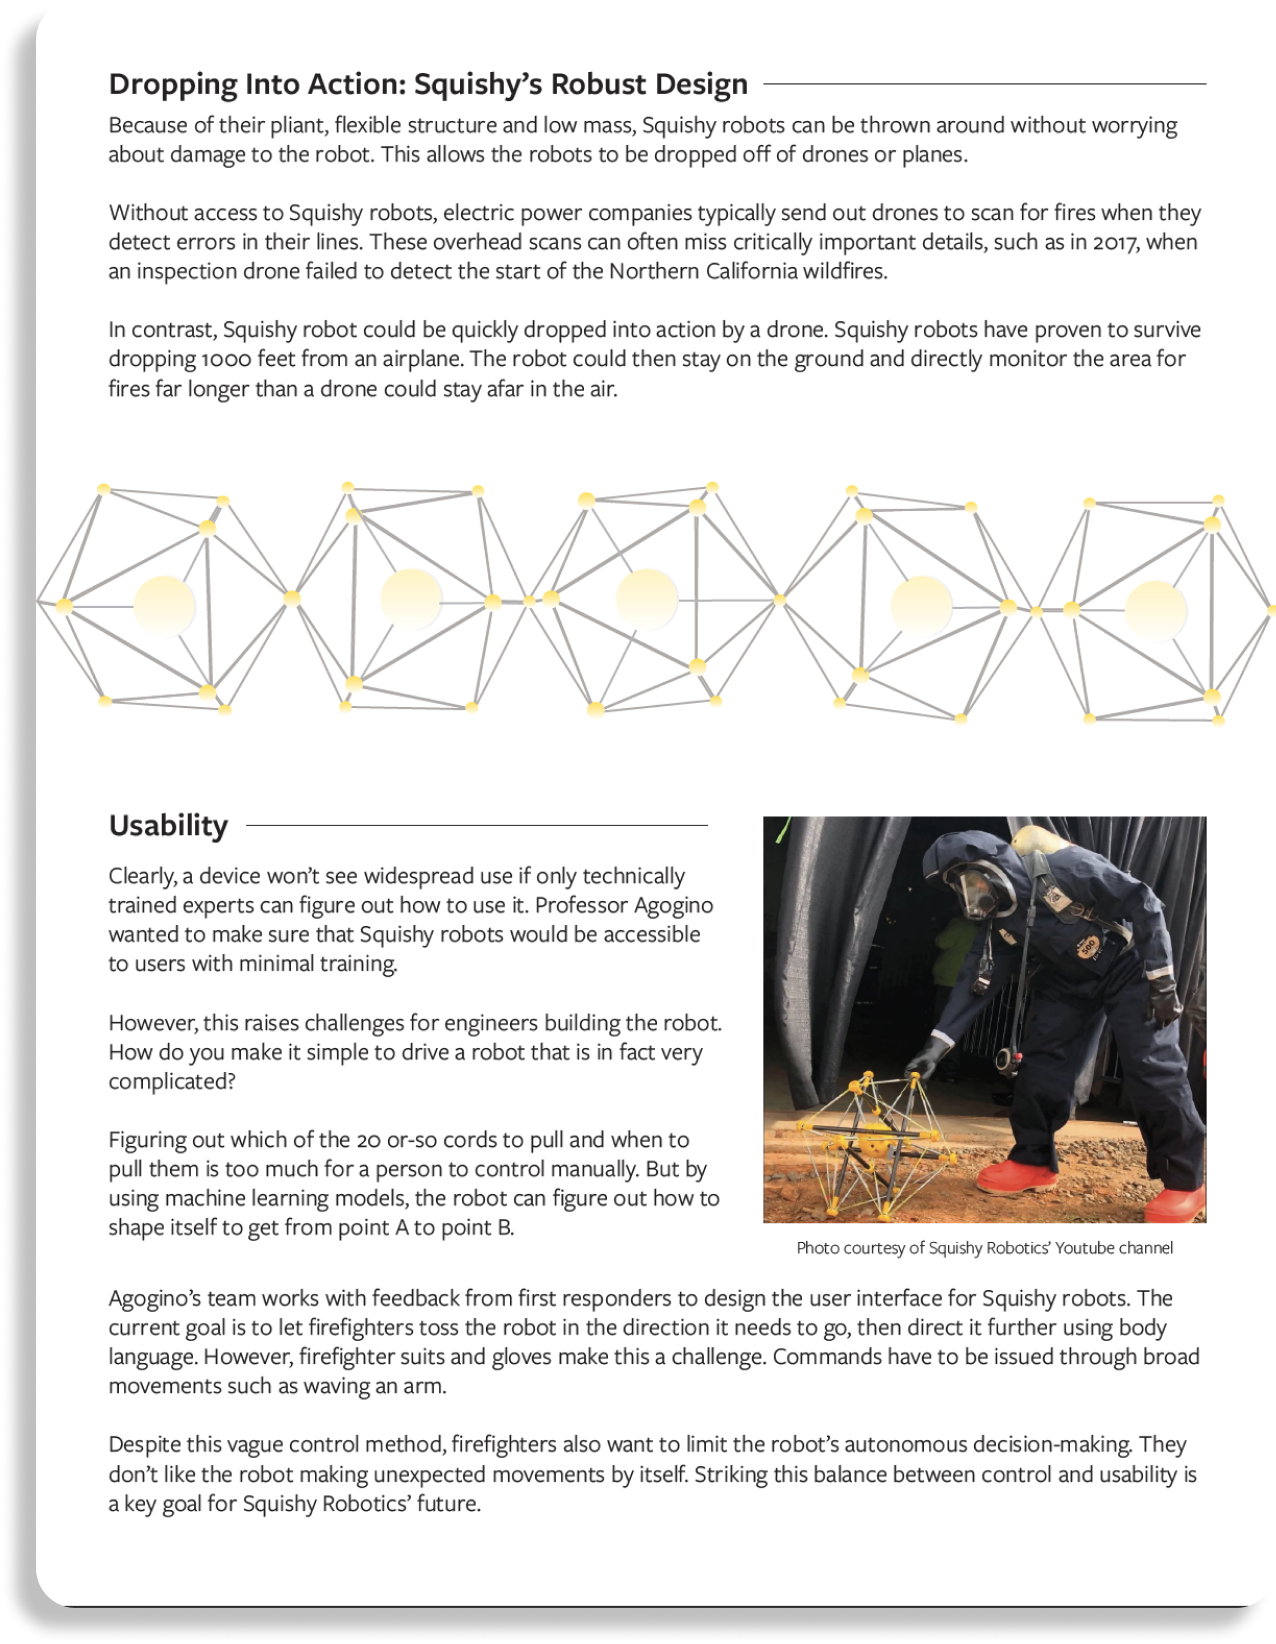 Dropping Into Action: Squishy's Robust Design
Because of their pliant, flexible structure and low mass, Squishy robots can be thrown around without worrying
about damage to the robot. This allows the robots to be dropped off of drones or planes.
Without access to Squishy robots, electric power companies typically send out drones to scan for fires when they
detect errors in their lines. These overhead scans can often miss critically important details, such as in 2017, when
an inspection drone failed to detect the start of the Northern California wildfires.
In contrast, Squishy robot could be quickly dropped into action by a drone. Squishy robots have proven to survive
dropping 1000 feet from an airplane. The robot could then stay on the ground and directly monitor the area for
fires far longer than a drone could stay afar in the air.
Usability
Clearly, a device won't see widespread use if only technically
trained experts can figure out how to use it. Professor Agogino
wanted to make sure that Squishy robots would be accessible
to users with minimal training.
However, this raises challenges for engineers building the robot.
How do you make it simple to drive a robot that is in fact very
complicated?
Figuring out which of the 20 or-so cords to pull and when to
pull them is too much for a person to control manually. But by
using machine learning models, the robot can figure out how to
shape itself to get from point A to point B.
500
Photo courtesy of Squishy Robotics' Youtube channel
Agogino's team works with feedback from first responders to design the user interface for Squishy robots. The
current goal is to let firefighters toss the robot in the direction it needs to go, then direct it further using body
language. However, firefighter suits and gloves make this a challenge. Commands have to be issued through broad
movements such as waving an arm.
Despite this vague control method, firefighters also want to limit the robot's autonomous decision-making. They
don't like the robot making unexpected movements by itself. Striking this balance between control and usability is
a key goal for Squishy Robotics' future.